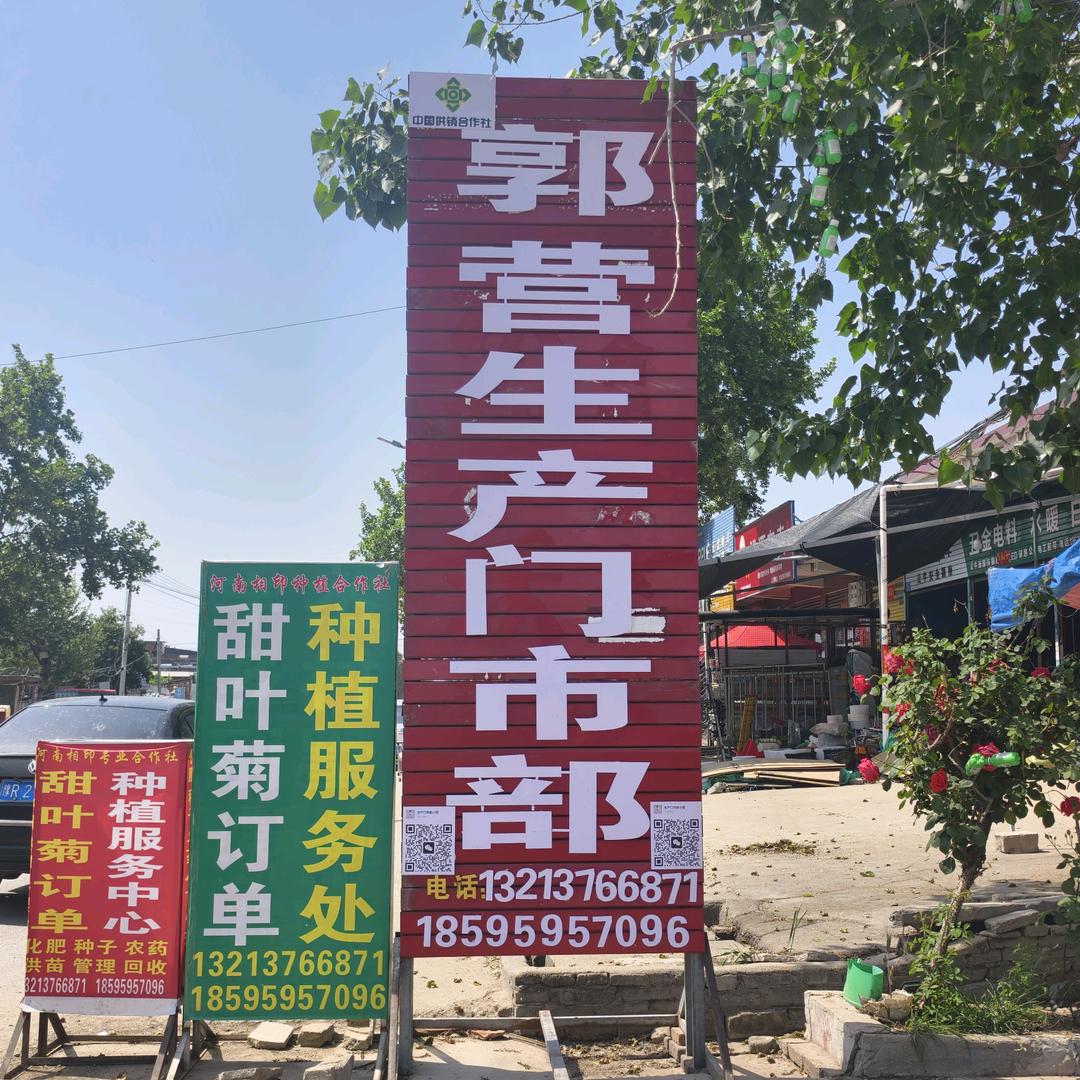 中国供销合作社
郭营生产门市部
电话:13213766871
18595957096
河南相印种植合作社
种植服务处
甜叶菊订单
13213766871
18595957096
河南相印专业合作社
种植服务中心
甜叶菊订单
化肥 种子 农药
供苗 管理 回收
13213766871 18595957096
五金电料
暖